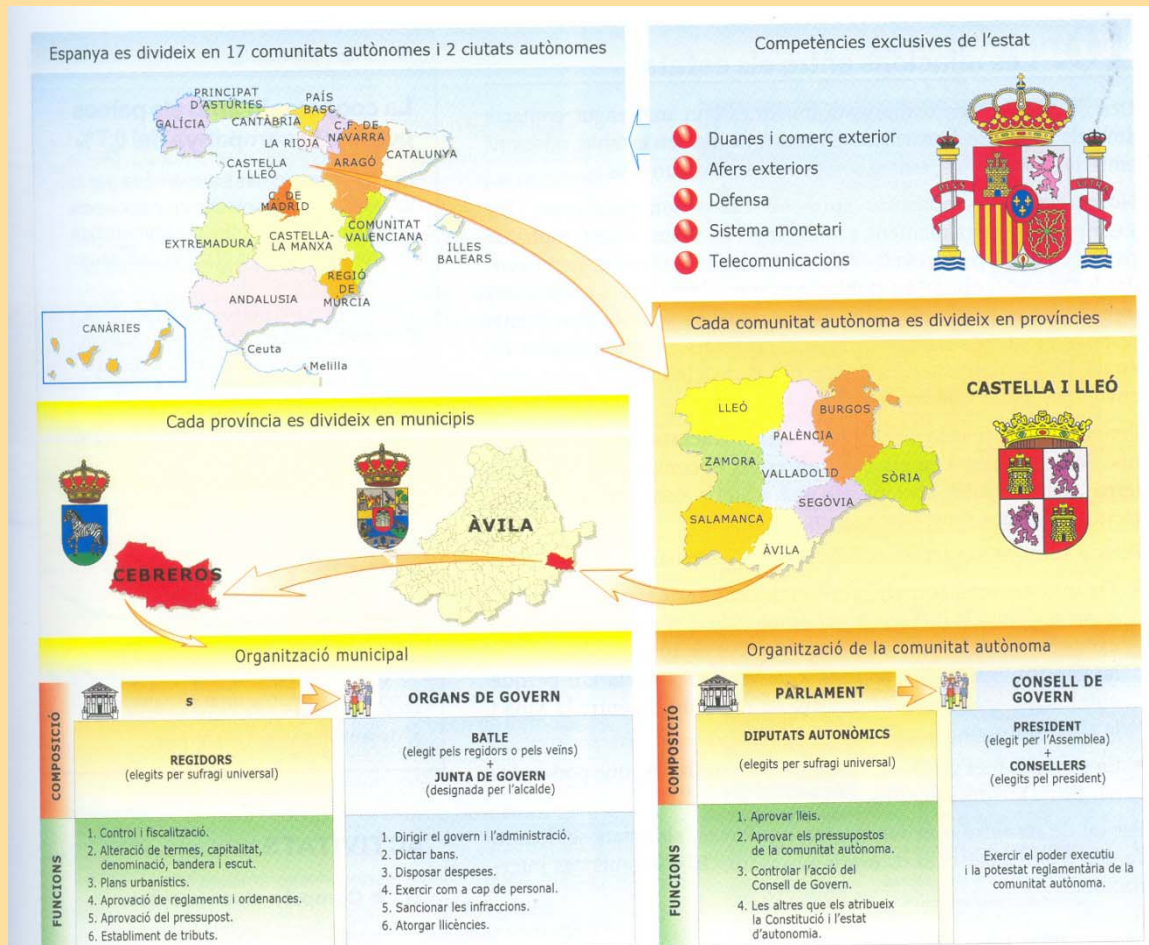 Espanya es divideix en 17 comunitats autònomes i 2 ciutats autònomes
PRINCIPAT
D'ASTÚRIES
PAÍS
BASC
GALÍCIA
CANTÀBRIA
C.F. DE
NAVARRA
LA RIOJA
CATALUNYA
CASTELLA
I LLEÓ
ARAGÓ
C. DE
MADRID
COMUNITAT
VALENCIANA
EXTREMADURA
CASTELLA-
LA MANXA
ILLES
BALEARS
REGIÓ
DE
MÚRCIA
ANDALUSIA
CANÀRIES
Ceuta
Melilla
Competències exclusives de l'estat
Duanes i comerç exterior
Afers exteriors
Defensa
Sistema monetari
Telecomunicacions
Cada comunitat autònoma es divideix en províncies
CASTELLA I LLEÓ
LLEÓ
BURGOS
PALÈNCIA
ZAMORA
VALLADOLID
SÒRIA
SEGÒVIA
SALAMANCA
ÀVILA
Cada província es divideix en municipis
ÀVILA
CEBREROS
Organització municipal
COMPOSICIÓ
s
ORGANS DE GOVERN
REGIDORS
(elegits per sufragi universal)
BATLE
(elegit pels regidors o pels veïns)
+
JUNTA DE GOVERN
(designada per l'alcalde)
FUNCIONS
1. Control i fiscalització.
2. Alteració de termes, capitalitat,
denominació, bandera i escut.
3. Plans urbanístics.
4. Aprovació de reglaments i ordenances.
5. Aprovació del pressupost.
6. Establiment de tributs.
1. Dirigir el govern i l'administració.
2. Dictar bans.
3. Disposar despeses.
4. Exercir com a cap de personal.
5. Sancionar les infraccions.
6. Atorgar llicències.
Organització de la comunitat autònoma
COMPOSICIÓ
PARLAMENT
CONSELL DE
GOVERN
DIPUTATS AUTONÒMICS
(elegits per sufragi universal)
PRESIDENT
(elegit per l'Assemblea)
+
CONSELLERS
(elegits pel president)
FUNCIONS
1. Aprovar lleis.
2. Aprovar els pressupostos
de la comunitat autònoma.
3. Controlar l'acció del
Consell de Govern.
4. Les altres que els atribueix
la Constitució i l'estat
d'autonomia.
Exercir el poder executiu
i la potestat reglamentària de la
comunitat autònoma.